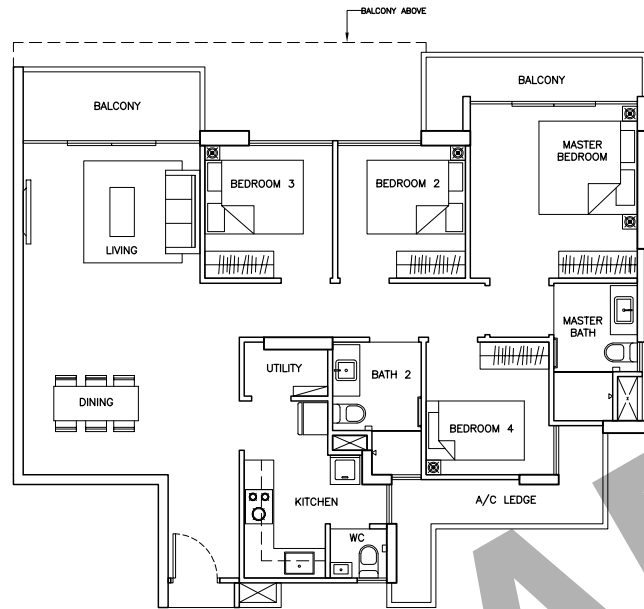 BALCONY ABOVE
BALCONY
BALCONY
MASTER
BEDROOM
BEDROOM 3
BEDROOM 2
LIVING
MASTER
BATH
UTILITY
BATH 2
DINING
BEDROOM 4
KITCHEN
A/C LEDGE
WC